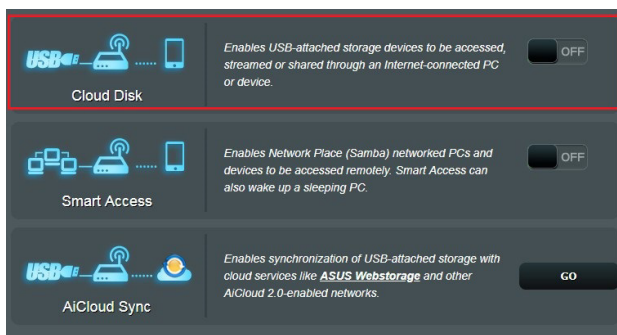 USB
Cloud Disk
Enables USB-attached storage devices to be accessed,
streamed or shared through an Internet-connected PC
or device.
OFF
Smart Access
Enables Network Place (Samba) networked PCs and
devices to be accessed remotely. Smart Access can
also wake up a sleeping PC.
OFF
USB
AiCloud Sync
Enables synchronization of USB-attached storage with
cloud services like ASUS Webstorage and other
AiCloud 2.0-enabled networks.
GO